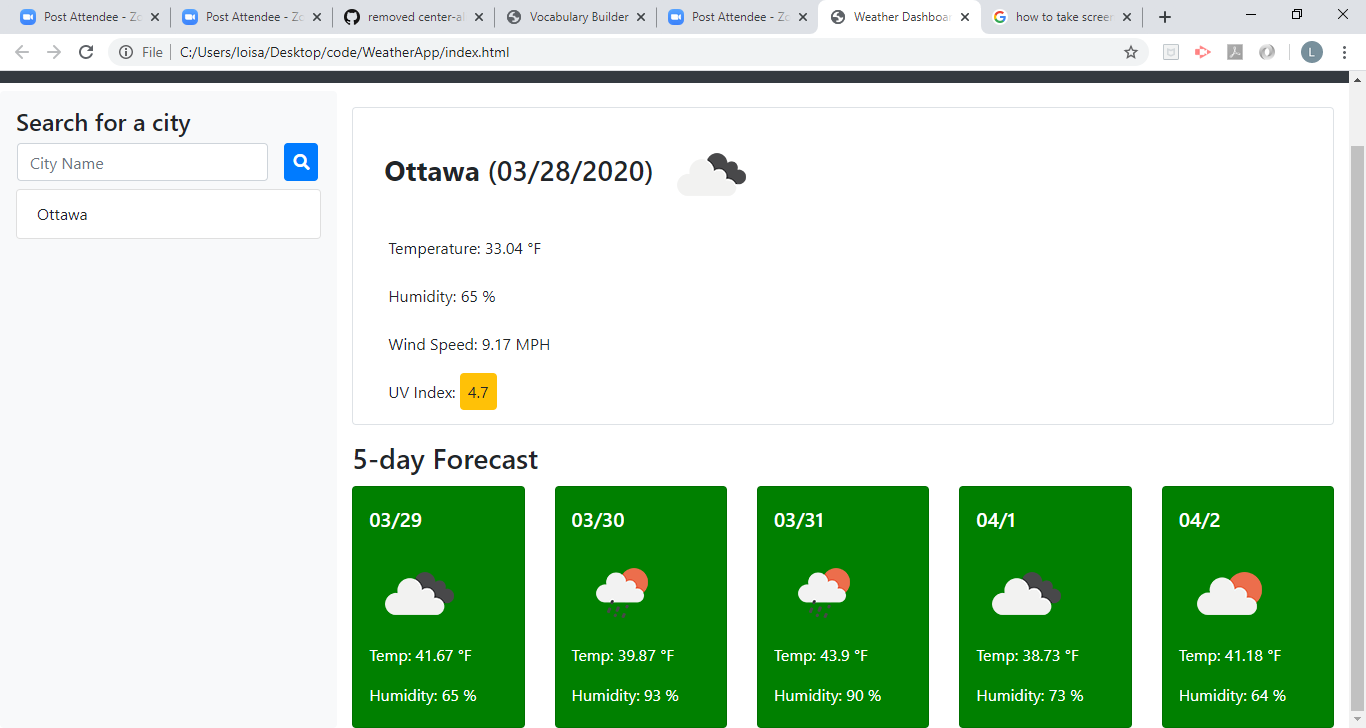 Post Attendee - Zo
Post Attendee - Zo
removed center-al
Vocabulary Builder
Post Attendee - Zo
Weather Dashboa
how to take screen
File
C:/Users/loisa/Desktop/code/WeatherApp/index.html
L
Search for a city
City Name
Ottawa
Ottawa (03/28/2020)
Temperature: 33.04 °F
Humidity: 65 %
Wind Speed: 9.17 MPH
UV Index: 4.7
5-day Forecast
03/29
Temp: 41.67 °F
Humidity: 65 %
03/30
Temp: 39.87 °F
Humidity: 93 %
03/31
Temp: 43.9 °F
Humidity: 90 %
04/1
Temp: 38.73 °F
Humidity: 73 %
04/2
Temp: 41.18 °F
Humidity: 64 %